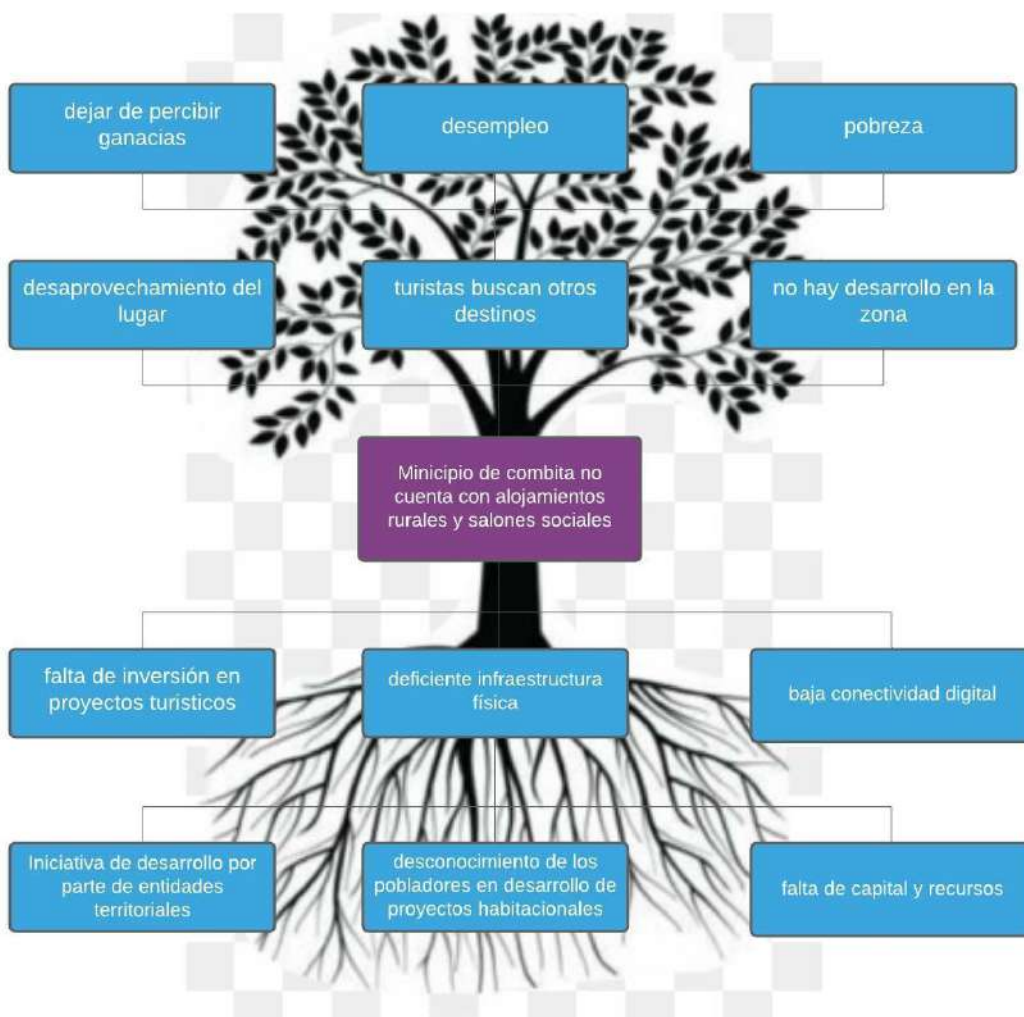 dejar de percibir
ganacias
desempleo
pobreza
desaprovechamiento del
lugar
turistas buscan otros
destinos
no hay desarrollo en la
zona
Minicipio de combita no
cuenta con alojamientos
rurales y salones sociales
falta de inversión en
proyectos turisticos
deficiente infraestructura
física
baja conectividad digital
Iniciativa de desarrollo por
parte de entidades
territoriales
desconocimiento de los
pobladores en desarrollo de
proyectos habitacionales
falta de capital y recursos